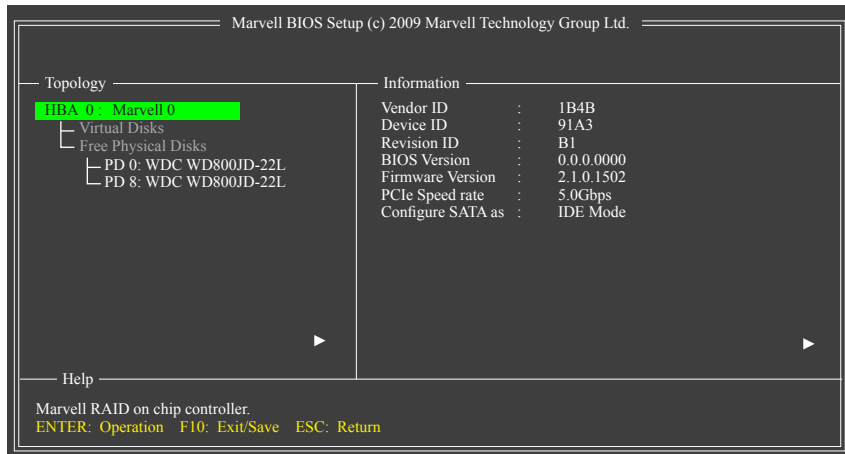 Marvell BIOS Setup (c) 2009 Marvell Technology Group Ltd.
Topology
HBA 0 : Marvell 0
Virtual Disks
Free Physical Disks
PD 0: WDC WD800JD-22L
PD 8: WDC WD800JD-22L
Information
Vendor ID : 1B4B
Device ID : 91A3
Revision ID : B1
BIOS Version : 0.0.0.0000
Firmware Version : 2.1.0.1502
PCIe Speed rate : 5.0Gbps
Configure SATA as : IDE Mode
Help
Marvell RAID on chip controller.
ENTER: Operation F10: Exit/Save ESC: Return